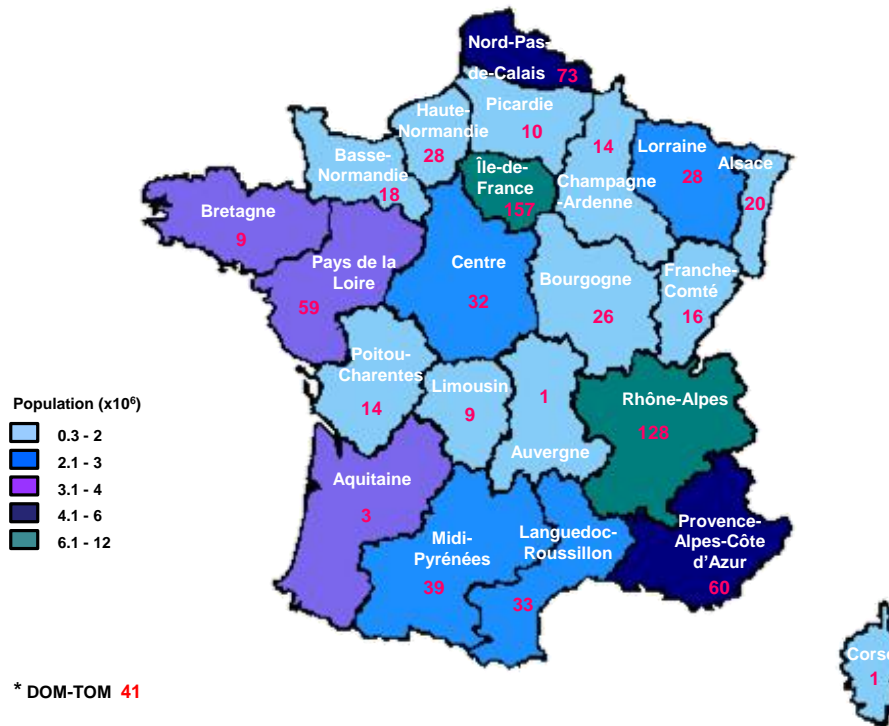 Nord-Pas-
de-Calais 73
Haute-
Normandie
28
Picardie
10
14
Champagne
-Ardenne
Lorraine
28
Alsace
20
Basse-
Normandie
18
Île-de-
France
157
Bretagne
9
Pays de la
Loire
59
Centre
32
Bourgogne
26
Franche-
Comté
16
Poitou-
Charentes
14
Limousin
9
1
Auvergne
Rhône-Alpes
128
Aquitaine
3
Midi-
Pyrénées
39
Languedoc-
Roussillon
33
Provence-
Alpes-Côte
d’Azur
60
Corse
1
Population (x10⁶)
0.3 - 2
2.1 - 3
3.1 - 4
4.1 - 6
6.1 - 12
* DOM-TOM 41